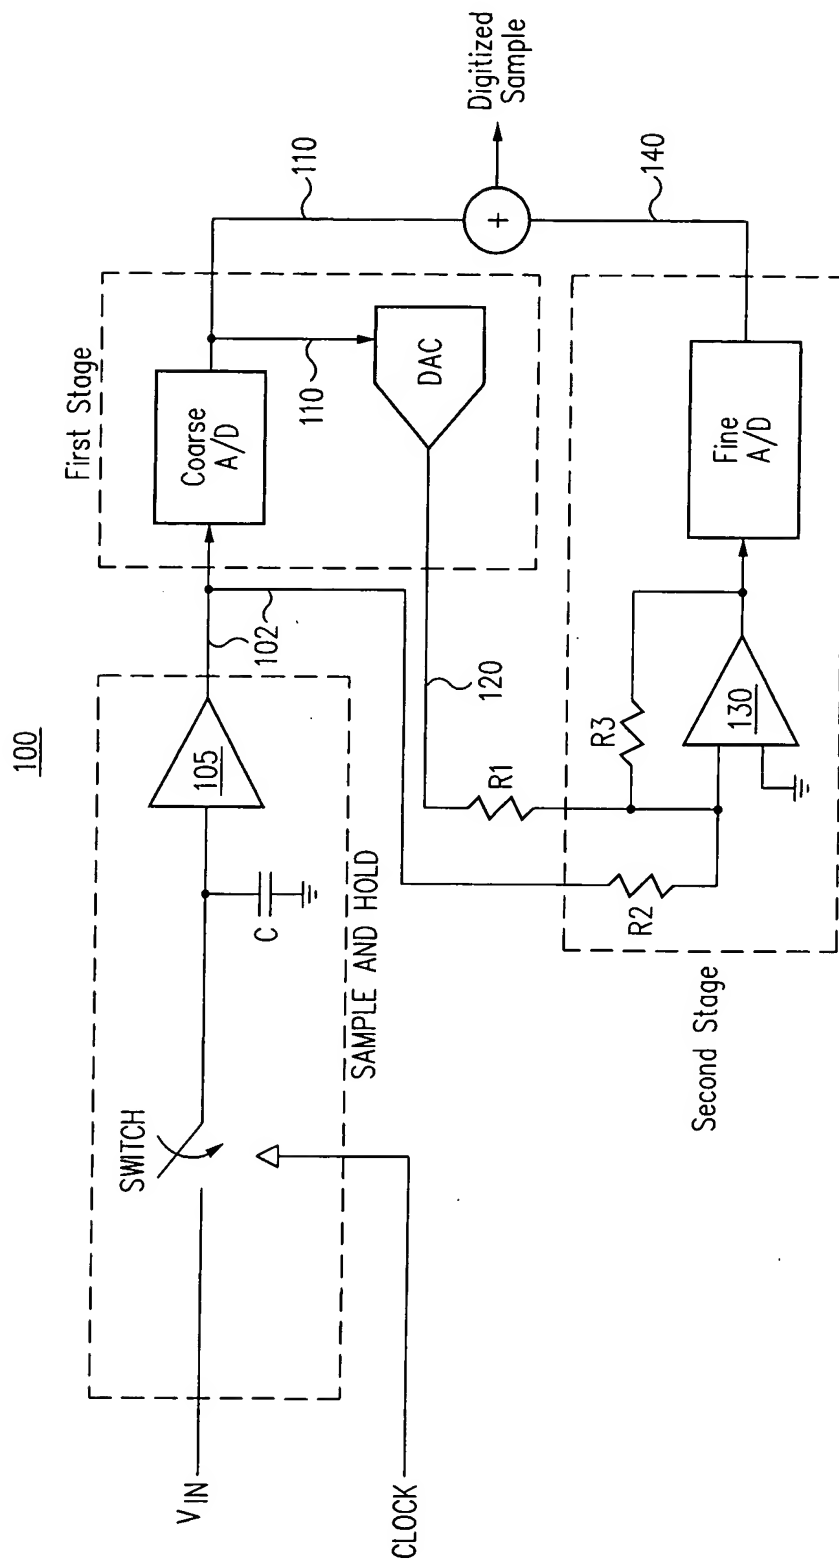 100
V IN
CLOCK
SWITCH
C
SAMPLE AND HOLD
105
102
First Stage
Coarse
A/D
110
DAC
110
120
R1
R2
R3
130
Second Stage
Fine
A/D
140
+
Digitized
Sample